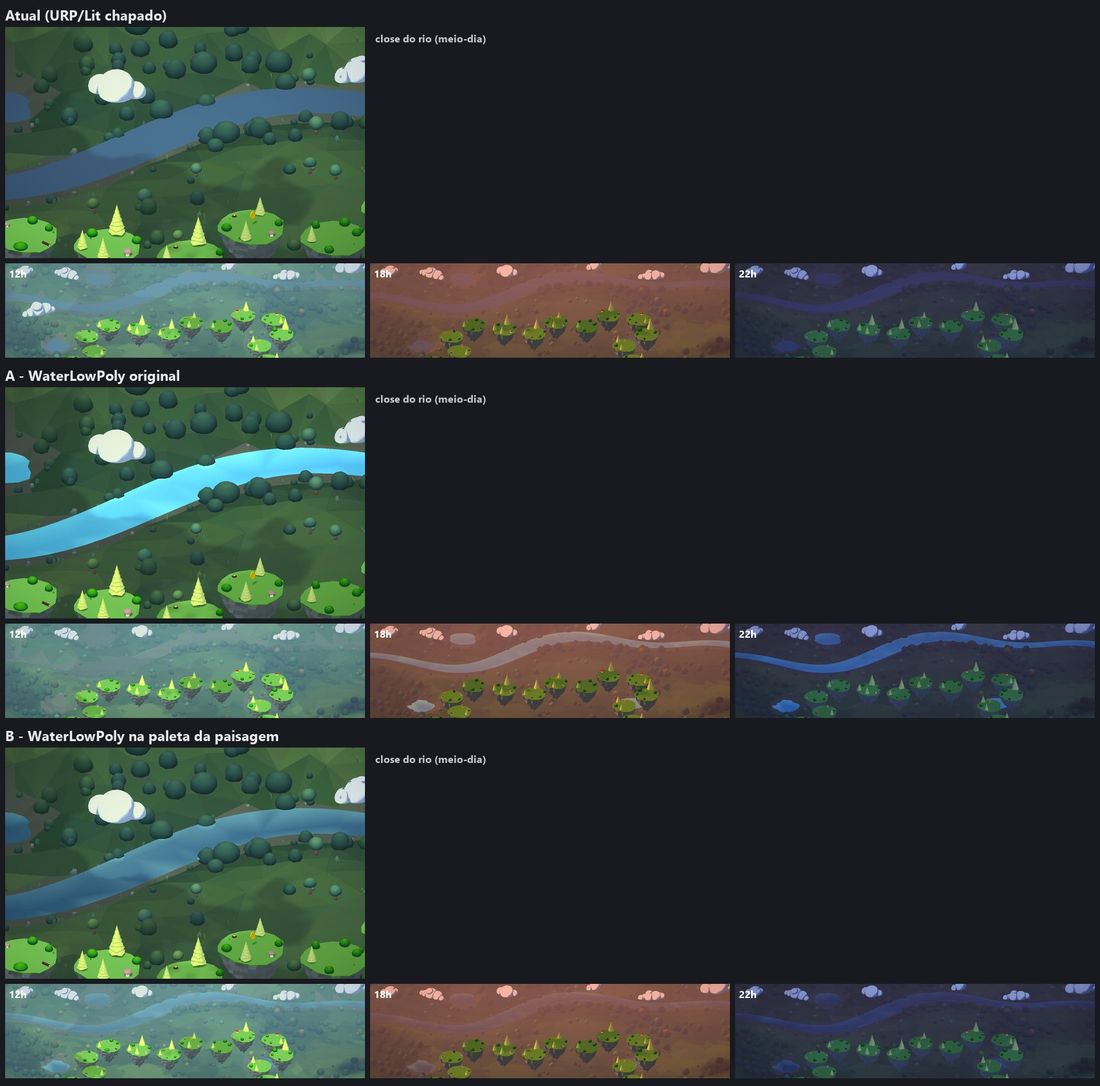 Atual (URP/Lit chapado)
close do rio (meio-dia)
12h
18h
22h
A - WaterLowPoly original
close do rio (meio-dia)
12h
18h
22h
B - WaterLowPoly na paleta da paisagem
close do rio (meio-dia)
12h
18h
22h